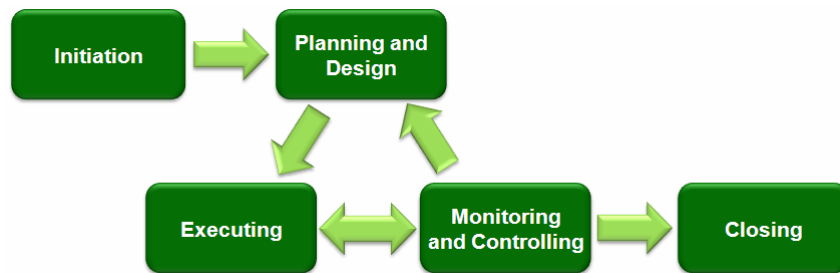 Initiation
Planning and
Design
Executing
Monitoring
and Controlling
Closing